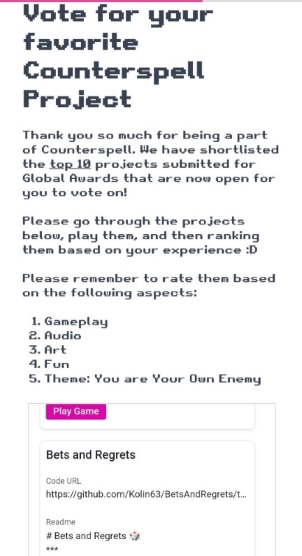 Vote for your
favorite
Counterspell
Project
Thank you so much for being a part
of Counterspell. We have shortlisted
the top 10 projects submitted for
Global Awards that are now open for
you to vote on!
Please go through the projects
below, play them, and then ranking
them based on your experience :D
Please remember to rate them based
on the following aspects:
1. Gameplay
2. Audio
3. Art
4. Fun
5. Theme: You are Your Own Enemy
Play Game
Bets and Regrets
Code URL
https://github.com/Kolin63/BetsAndRegrets/t...
Readme
# Bets and Regrets 🎲
***